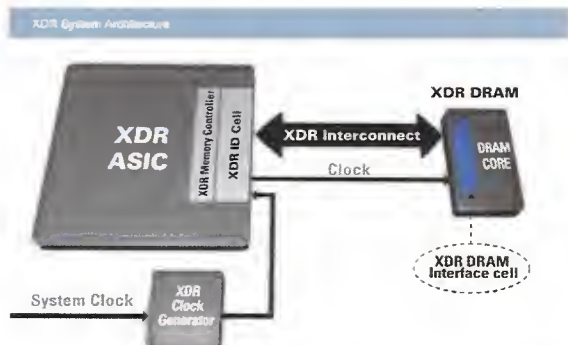 XDR System Architecture
XDR DRAM
XDR
ASIC
XDR Memory Controller
XDR IO Cell
XDR Interconnect
Clock
DRAM
CORE
XDR DRAM
Interface cell
System Clock
XDR
Clock
Generator